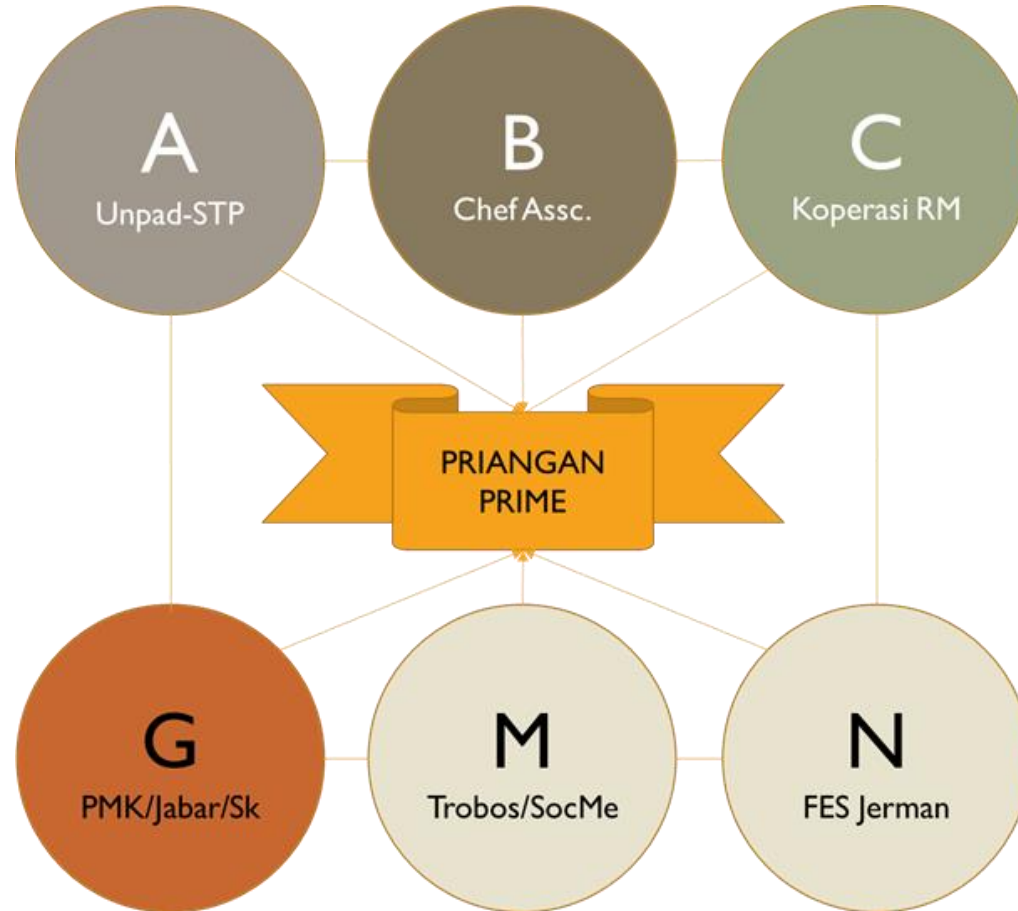 A
Unpad-STP
B
Chef Assc.
C
Koperasi RM
PRIANGAN
PRIME
G
PMK/Jabar/Sk
M
Trobos/SocMe
N
FES Jerman